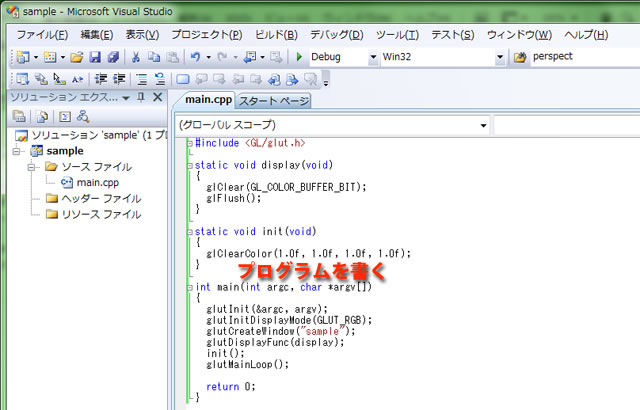 sample - Microsoft Visual Studio
ファイル(F) 編集(E) 表示(V) プロジェクト(P) ビルド(B) デバッグ(D) ツール(T) テスト(S) ウィンドウ(W) ヘルプ(H)
Debug Win32 perspect
ソリューション エクス...
main.cpp スタート ページ
(グローバル スコープ)
ソリューション 'sample' (1 プロ
sample
ソース ファイル
main.cpp
ヘッダー ファイル
リソース ファイル
#include <GL/glut.h>
static void display(void)
{
glClear(GL_COLOR_BUFFER_BIT);
glFlush();
}
static void init(void)
{
glClearColor(1.0f, 1.0f, 1.0f, 1.0f);
}
プログラムを書く
int main(int argc, char *argv[])
{
glutInit(&argc, argv);
glutInitDisplayMode(GLUT_RGB);
glutCreateWindow("sample");
glutDisplayFunc(display);
init();
glutMainLoop();
return 0;
}